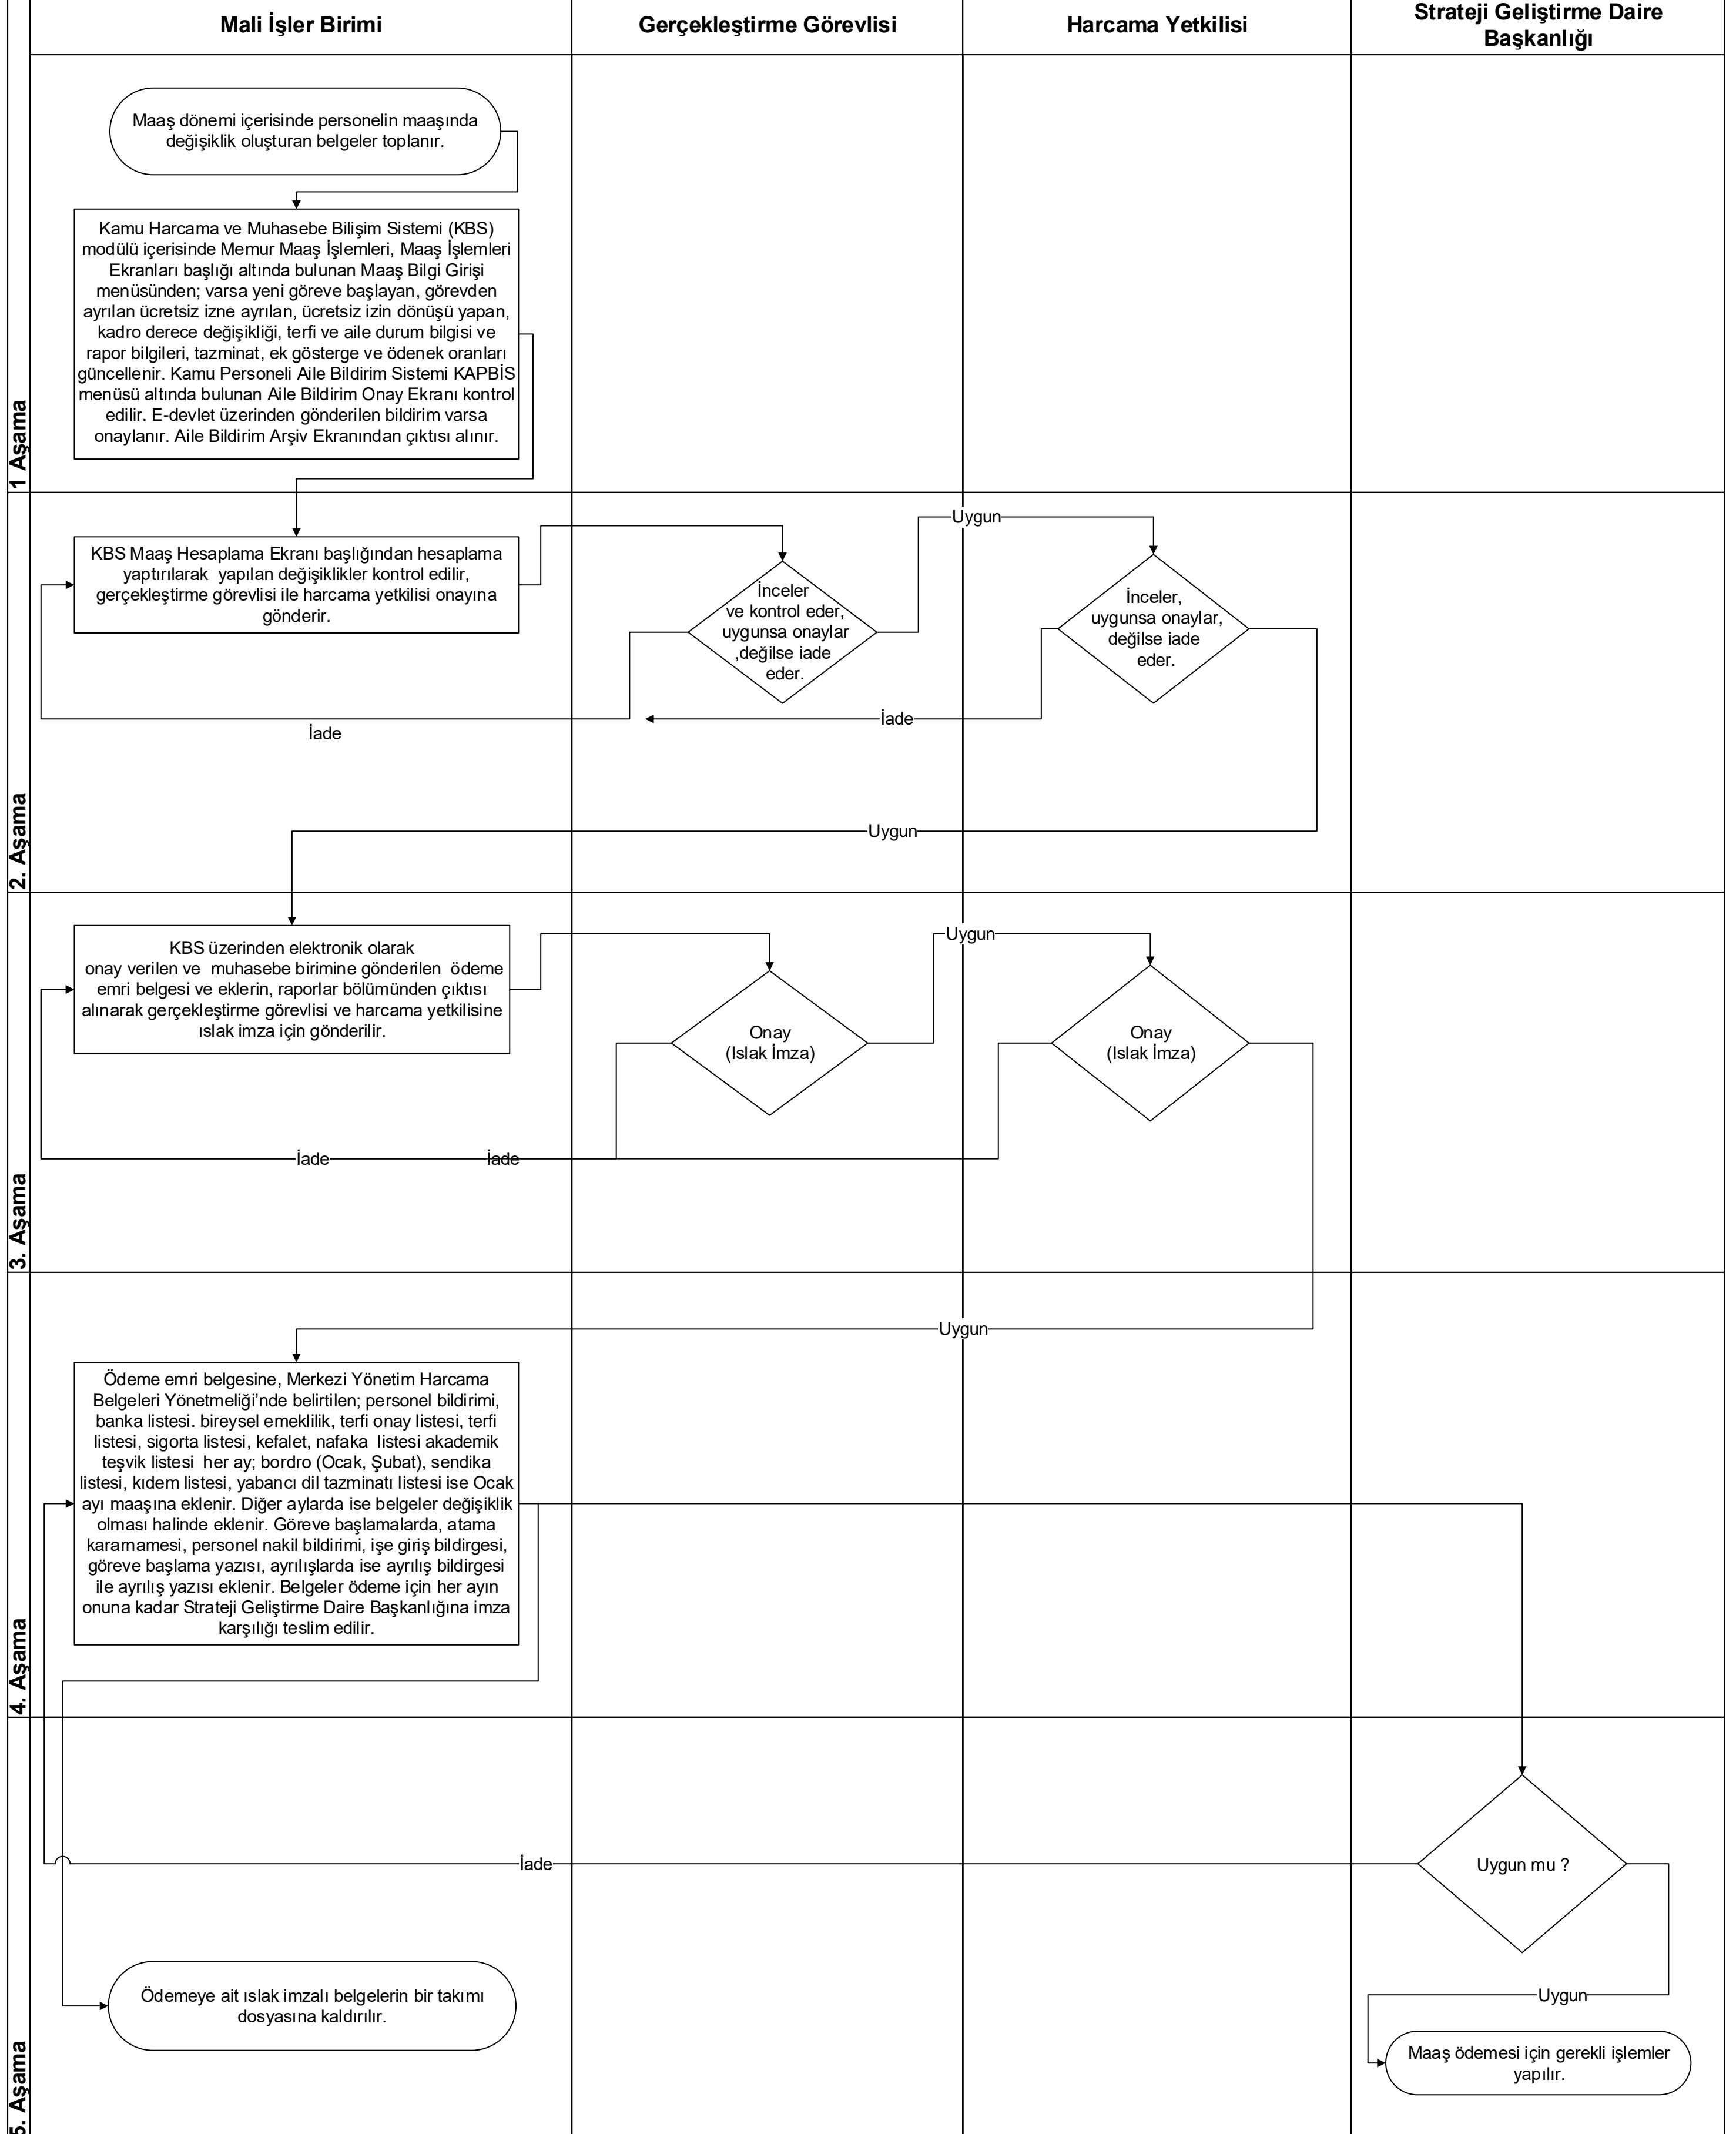 Mali İşler Birimi
Gerçekleştirme Görevlisi
Harcama Yetkilisi
Strateji Geliştirme Daire
Başkanlığı
1 Aşama
Maaş dönemi içerisinde personelin maaşında
değişiklik oluşturan belgeler toplanır.
Kamu Harcama ve Muhasebe Bilişim Sistemi (KBS)
modülü içerisinde Memur Maaş İşlemleri, Maaş İşlemleri
Ekranları başlığı altında bulunan Maaş Bilgi Girişi
menüsünden; varsa yeni göreve başlayan, görevden
ayrılan ücretsiz izne ayrılan, ücretsiz izin dönüşü yapan,
kadro derece değişikliği, terfi ve aile durum bilgisi ve
rapor bilgileri, tazminat, ek gösterge ve ödenek oranları
güncellenir. Kamu Personeli Aile Bildirim Sistemi KAPBİS
menüsü altında bulunan Aile Bildirim Onay Ekranı kontrol
edilir. E-devlet üzerinden gönderilen bildirim varsa
onaylanır. Aile Bildirim Arşiv Ekranından çıktısı alınır.
2. Aşama
KBS Maaş Hesaplama Ekranı başlığından hesaplama
yaptırılarak  yapılan değişiklikler kontrol edilir,
gerçekleştirme görevlisi ile harcama yetkilisi onayına
gönderir.
İnceler
ve kontrol eder,
uygunsa onaylar
,değilse iade
eder.
Uygun
İnceler,
uygunsa onaylar,
değilse iade
eder.
İade
İade
Uygun
3. Aşama
KBS üzerinden elektronik olarak
onay verilen ve  muhasebe birimine gönderilen  ödeme
emri belgesi ve eklerin, raporlar bölümünden çıktısı
alınarak gerçekleştirme görevlisi ve harcama yetkilisine
ıslak imza için gönderilir.
Onay
(Islak İmza)
Uygun
Onay
(Islak İmza)
İade
İade
4. Aşama
Uygun
Ödeme emri belgesine, Merkezi Yönetim Harcama
Belgeleri Yönetmeliği’nde belirtilen; personel bildirimi,
banka listesi. bireysel emeklilik, terfi onay listesi, terfi
listesi, sigorta listesi, kefalet, nafaka  listesi akademik
teşvik listesi  her ay; bordro (Ocak, Şubat), sendika
listesi, kıdem listesi, yabancı dil tazminatı listesi ise Ocak
ayı maaşına eklenir. Diğer aylarda ise belgeler değişiklik
olması halinde eklenir. Göreve başlamalarda, atama
kararnamesi, personel nakil bildirimi, işe giriş bildirgesi,
göreve başlama yazısı, ayrılışlarda ise ayrılış bildirgesi
ile ayrılış yazısı eklenir. Belgeler ödeme için her ayın
onuna kadar Strateji Geliştirme Daire Başkanlığına imza
karşılığı teslim edilir.
5. Aşama
Uygun mu ?
İade
Uygun
Ödemeye ait ıslak imzalı belgelerin bir takımı
dosyasına kaldırılır.
Maaş ödemesi için gerekli işlemler
yapılır.